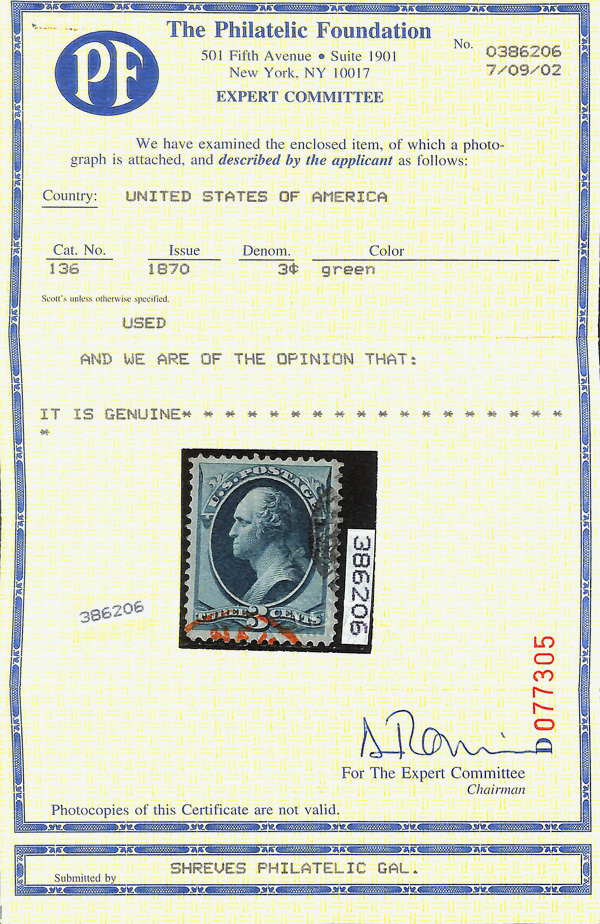 PF
The Philatelic Foundation
501 Fifth Avenue • Suite 1901
New York, NY 10017
EXPERT COMMITTEE
No. 0386206
7/09/02
We have examined the enclosed item, of which a photo-
graph is attached, and described by the applicant as follows:
Country: UNITED STATES OF AMERICA
Cat. No. Issue Denom. Color
136 1870 3¢ green
Scott's unless otherwise specified.
USED
AND WE ARE OF THE OPINION THAT:
IT IS GENUINE* * * * * * * * * * * * * * * * * *
*
U.S. POSTAGE
THREE 3 CENTS
386206
386206
D 077305
For The Expert Committee
Chairman
Photocopies of this Certificate are not valid.
Submitted by SHREVES PHILATELIC GAL.